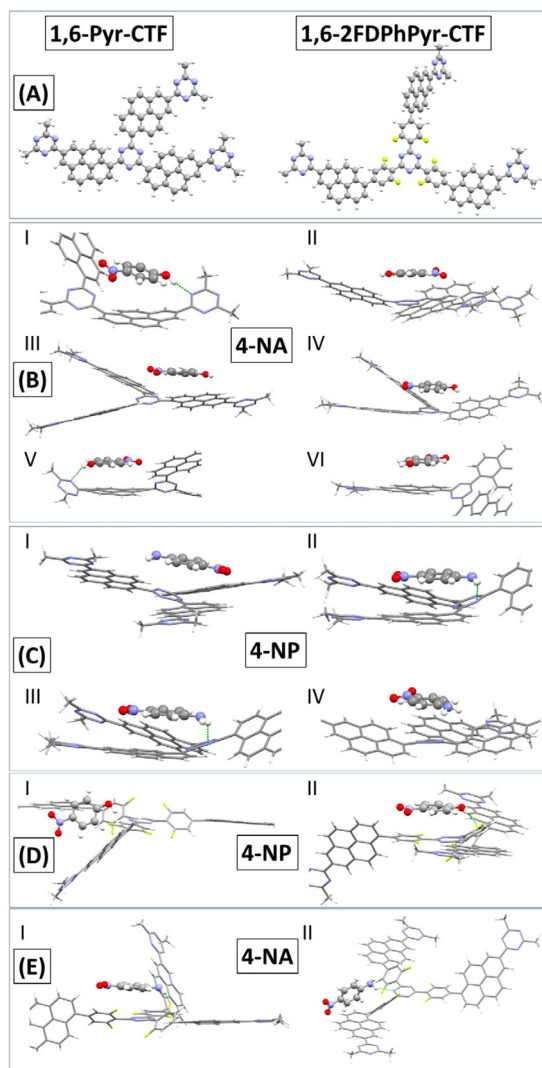 1,6-Pyr-CTF
1,6-2FDPhPyr-CTF
(A)
I
II
III
4-NA
IV
(B)
V
VI
I
II
(C)
4-NP
III
IV
I
II
(D)
4-NP
I
4-NA
II
(E)